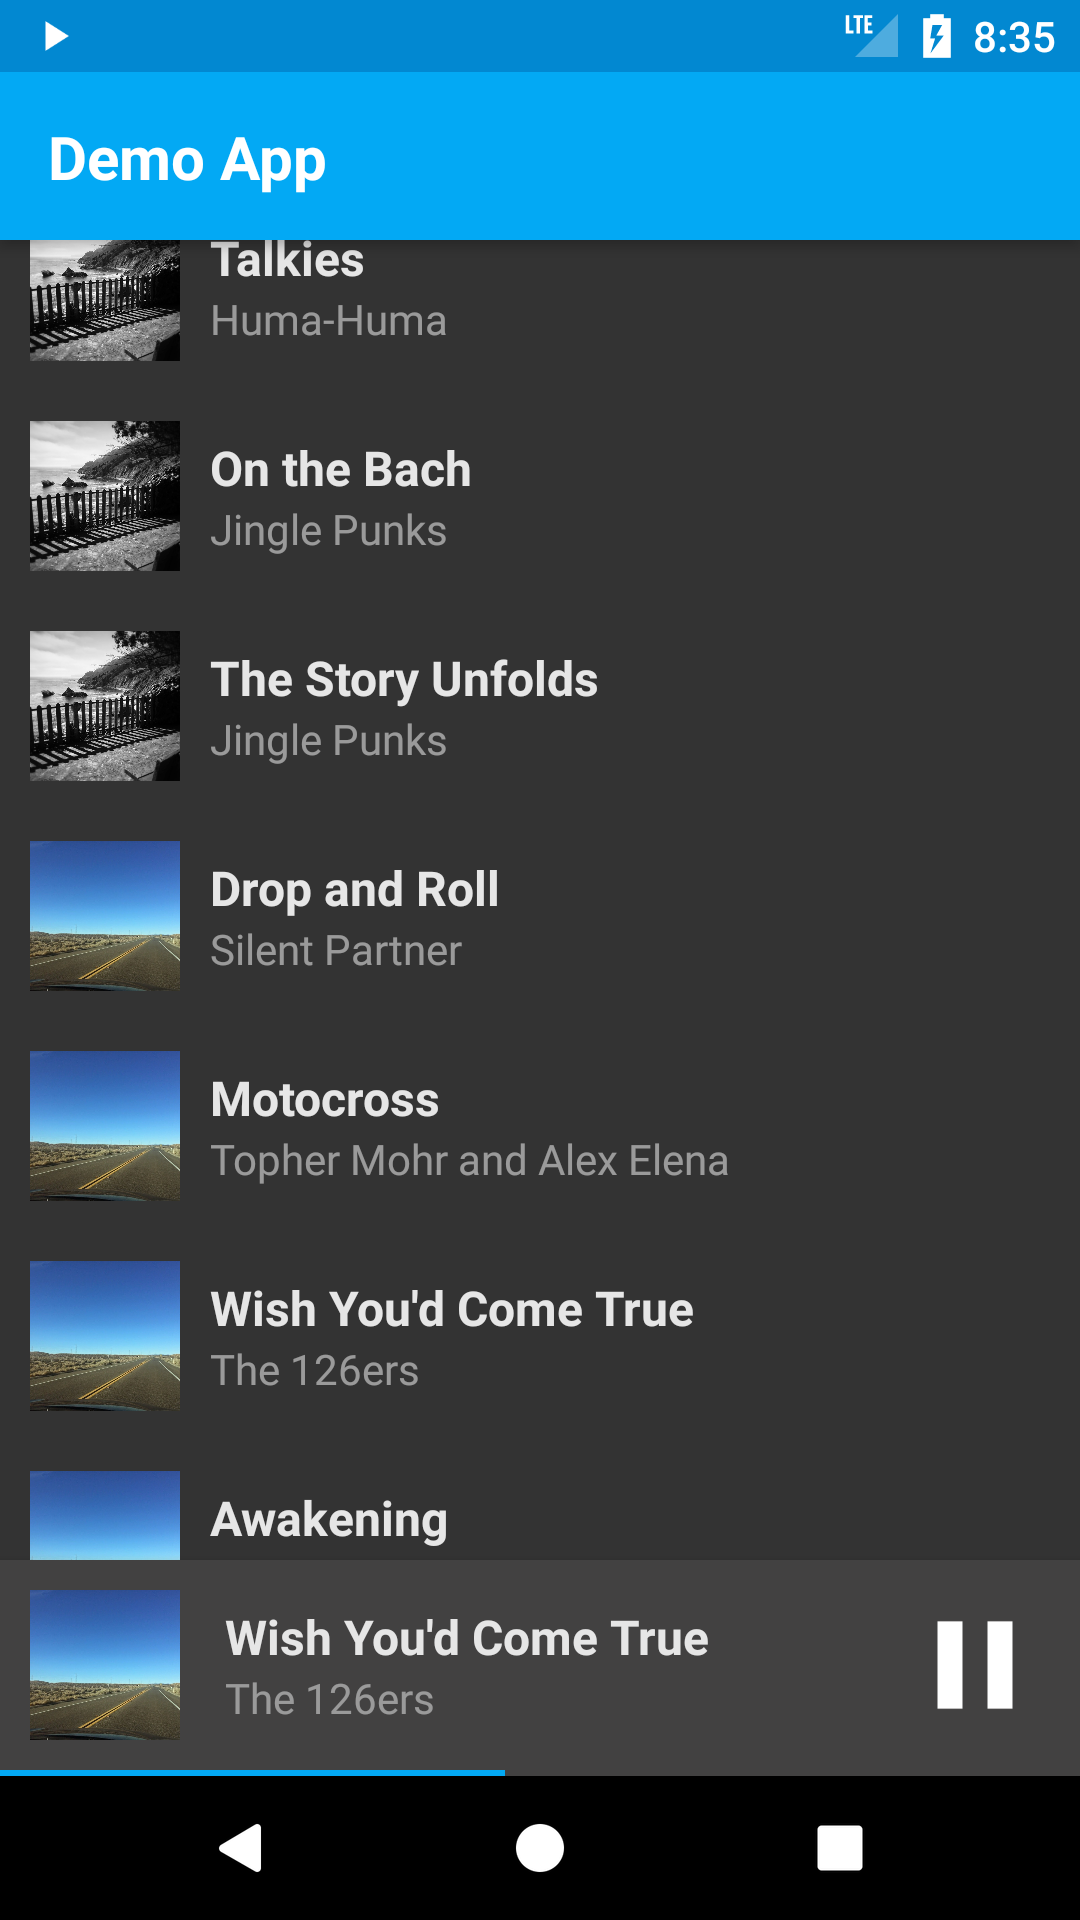 LTE 8:35
Demo App
Talkies
Huma-Huma
On the Bach
Jingle Punks
The Story Unfolds
Jingle Punks
Drop and Roll
Silent Partner
Motocross
Topher Mohr and Alex Elena
Wish You'd Come True
The 126ers
Awakening
Wish You'd Come True
The 126ers